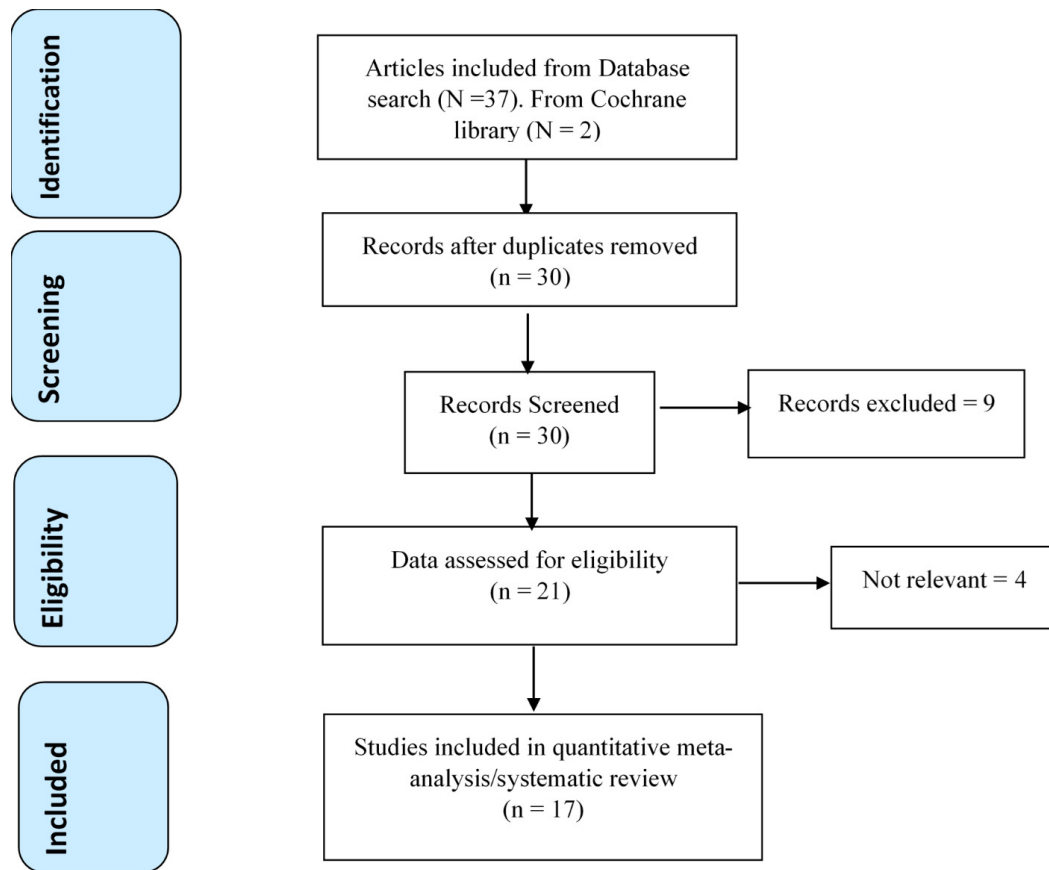 Identification
Articles included from Database
search (N =37). From Cochrane
library (N = 2)
Records after duplicates removed
(n = 30)
Screening
Records Screened
(n = 30)
Records excluded = 9
Eligibility
Data assessed for eligibility
(n = 21)
Not relevant = 4
Included
Studies included in quantitative meta-
analysis/systematic review
(n = 17)